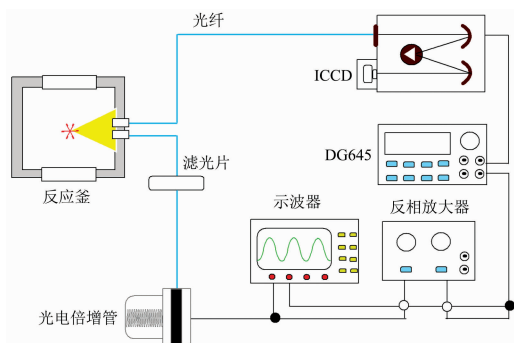 光纤
ICCD
滤光片
DG645
反应釜
示波器
反相放大器
光电倍增管